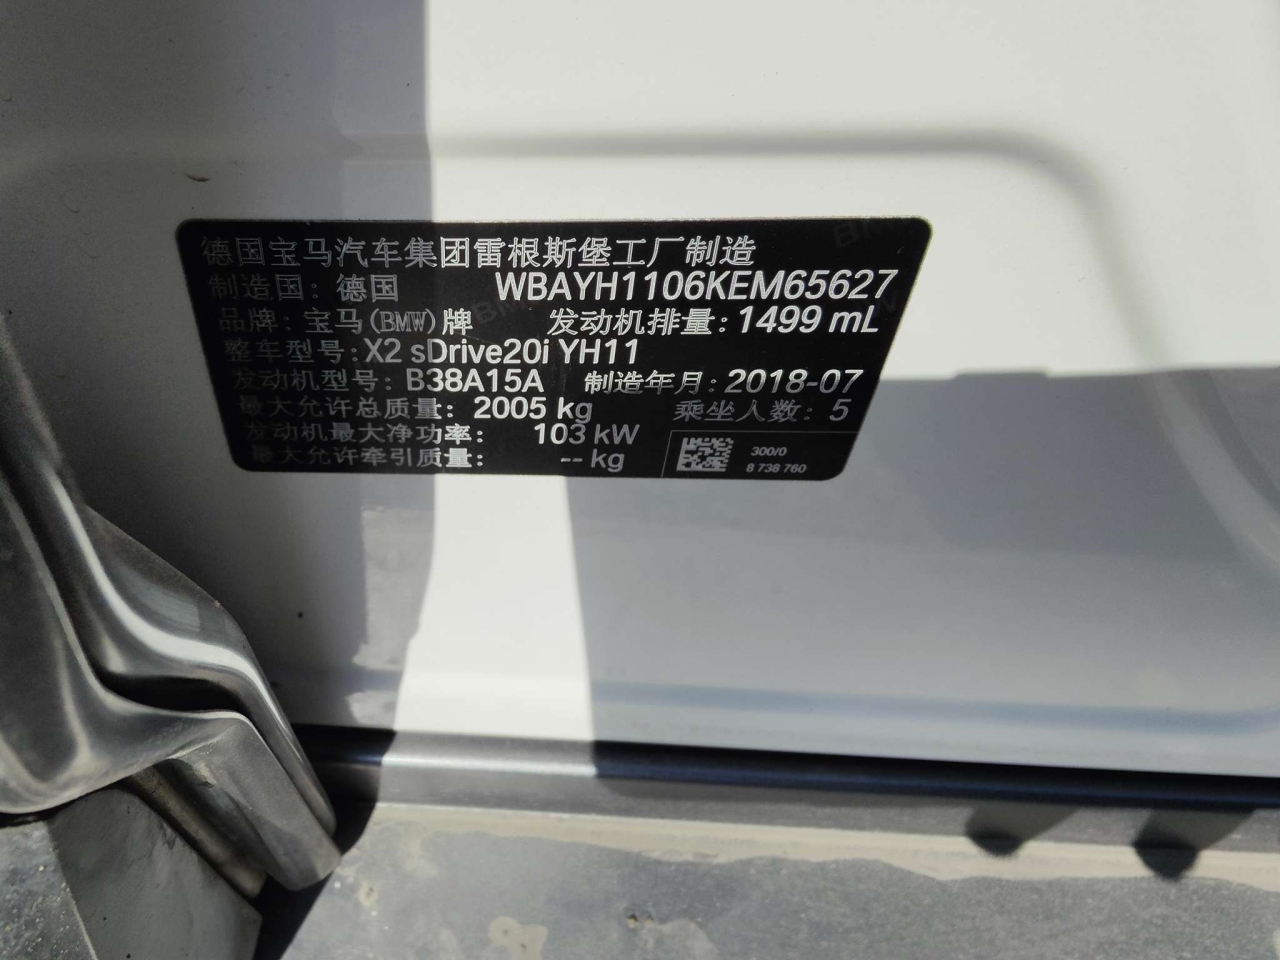 德国宝马汽车集团雷根斯堡工厂制造
制造国：德国 WBAYH1106KEM65627
品牌：宝马(BMW)牌 发动机排量：1499 mL
整车型号：X2 sDrive20i YH11
发动机型号：B38A15A 制造年月：2018-07
最大允许总质量：2005 kg 乘坐人数：5
发动机最大净功率：103 kW
最大允许牵引质量：-- kg
300/0
8 738 760